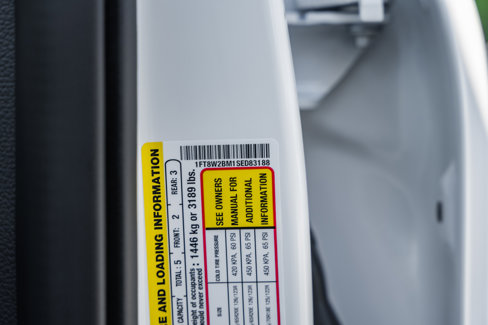 1FT8W2BM1SED83188
E AND LOADING INFORMATION
CAPACITY TOTAL: 5 FRONT: 2 REAR: 3
eight of occupants : 1446 kg or 3189 lbs.
ould never exceed
SIZE COLD TIRE PRESSURE SEE OWNERS
420 KPA, 60 PSI MANUAL FOR
450 KPA, 65 PSI ADDITIONAL
450 KPA, 65 PSI INFORMATION